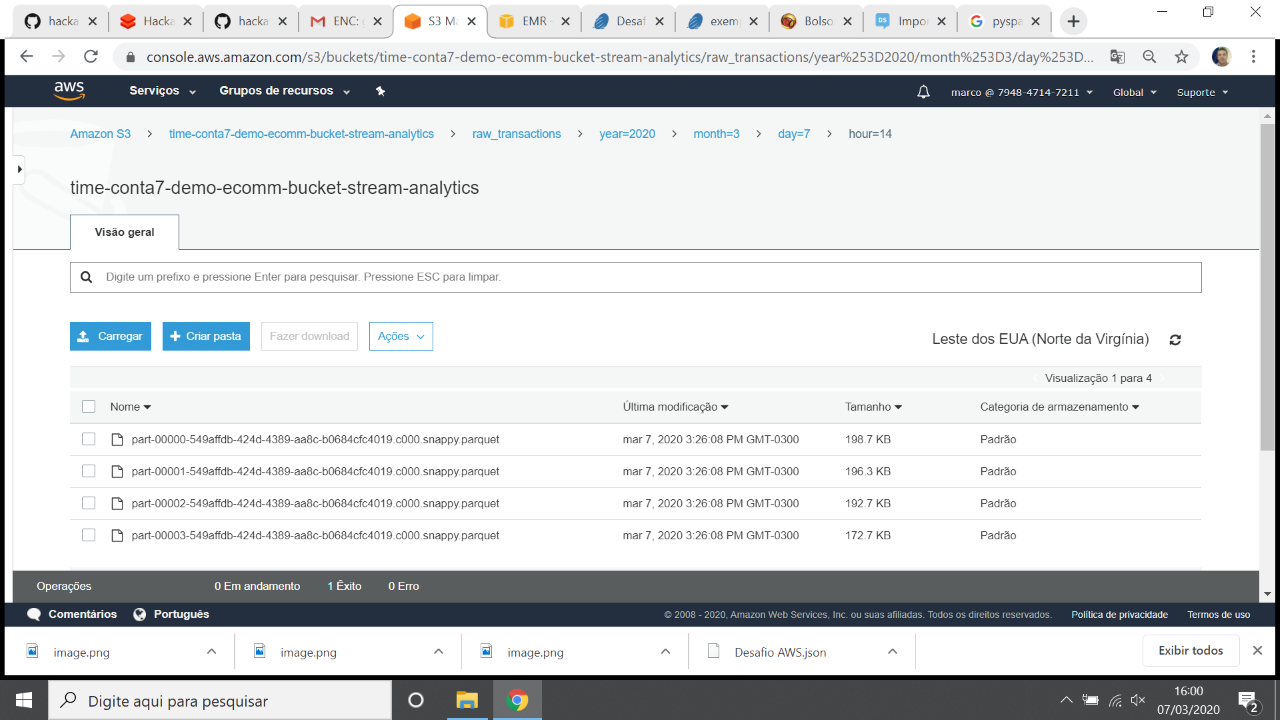 hacka
Hacka
hacka
ENC:
S3 Ma
EMR -
Desaf
exem
Bolso
DS
Impor
G
pyspa
console.aws.amazon.com/s3/buckets/time-conta7-demo-ecomm-bucket-stream-analytics/raw_transactions/year%253D2020/month%253D3/day%253D...
aws Serviços Grupos de recursos marco @ 7948-4714-7211 Global Suporte
Amazon S3 > time-conta7-demo-ecomm-bucket-stream-analytics > raw_transactions > year=2020 > month=3 > day=7 > hour=14
time-conta7-demo-ecomm-bucket-stream-analytics
Visão geral
Digite um prefixo e pressione Enter para pesquisar. Pressione ESC para limpar.
Carregar + Criar pasta Fazer download Ações Leste dos EUA (Norte da Virgínia)
Visualização 1 para 4
Nome Última modificação Tamanho Categoria de armazenamento
part-00000-549affdb-424d-4389-aa8c-b0684cfc4019.c000.snappy.parquet mar 7, 2020 3:26:08 PM GMT-0300 198.7 KB Padrão
part-00001-549affdb-424d-4389-aa8c-b0684cfc4019.c000.snappy.parquet mar 7, 2020 3:26:08 PM GMT-0300 196.3 KB Padrão
part-00002-549affdb-424d-4389-aa8c-b0684cfc4019.c000.snappy.parquet mar 7, 2020 3:26:08 PM GMT-0300 192.7 KB Padrão
part-00003-549affdb-424d-4389-aa8c-b0684cfc4019.c000.snappy.parquet mar 7, 2020 3:26:08 PM GMT-0300 172.7 KB Padrão
Operações 0 Em andamento 1 Êxito 0 Erro
Comentários Português © 2008 - 2020, Amazon Web Services, Inc. ou suas afiliadas. Todos os direitos reservados. Política de privacidade Termos de uso
image.png image.png image.png Desafio AWS.json Exibir todos
Digite aqui para pesquisar
16:00
07/03/2020
2